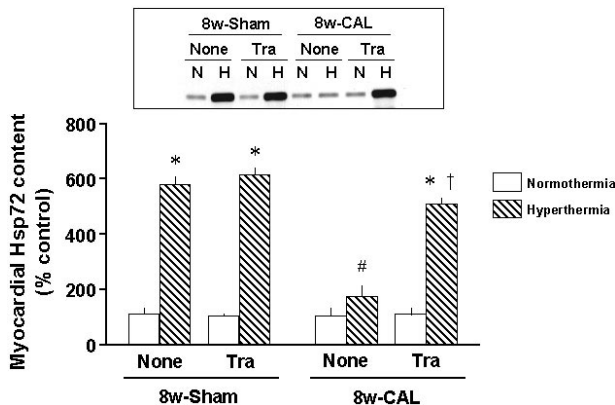 8w-Sham 8w-CAL
None Tra None Tra
N H N H N H N H
Myocardial Hsp72 content
(% control)
800
600
400
200
0
* * # * †
Normothermia
Hyperthermia
None Tra None Tra
8w-Sham 8w-CAL